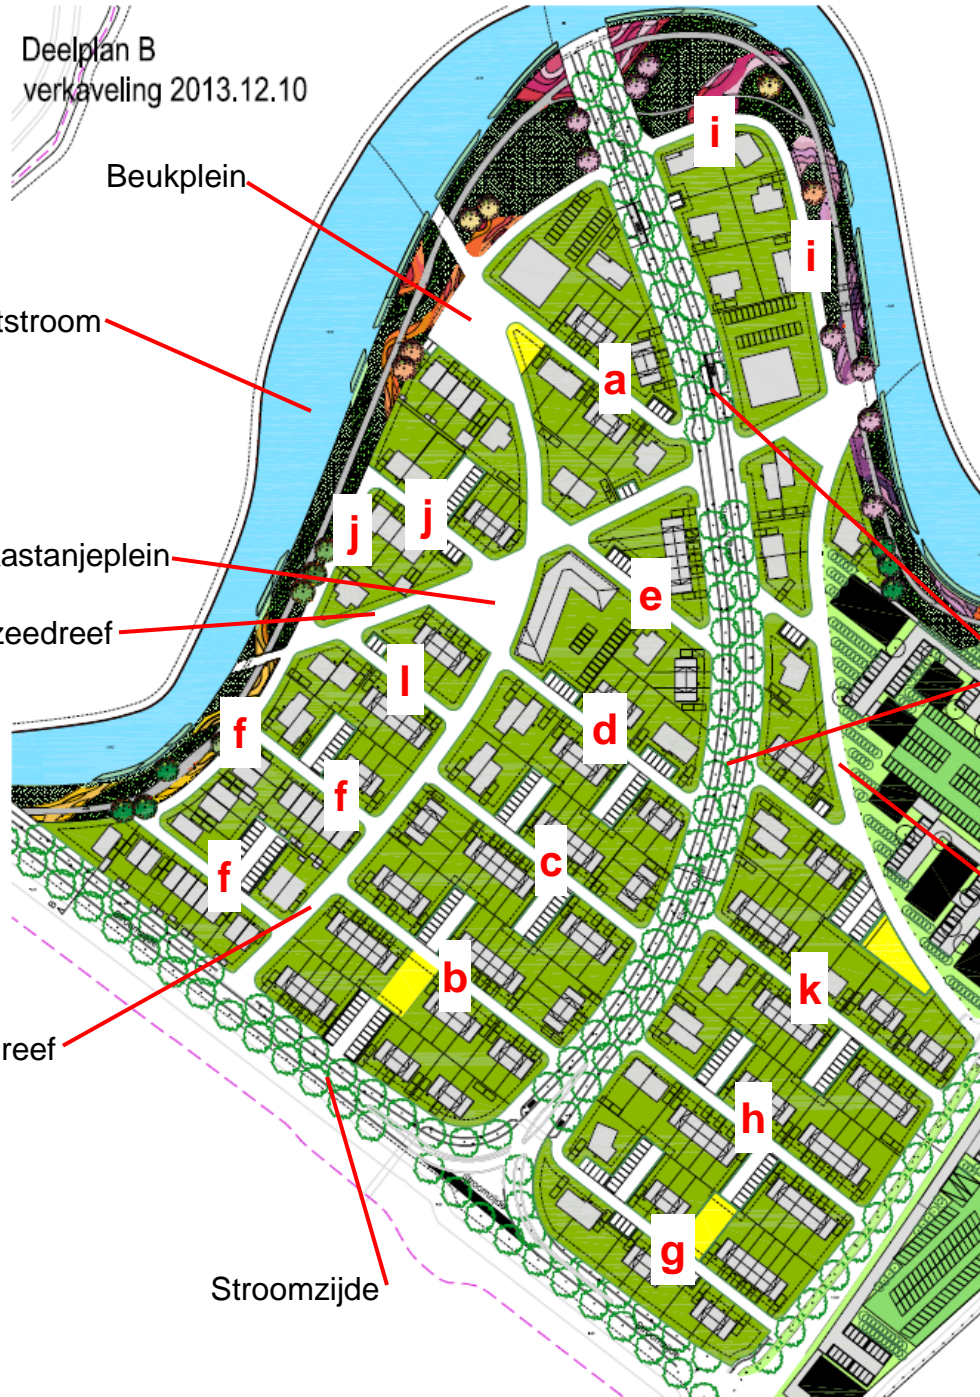 Deelplan B
verkaveling 2013.12.10
Beukplein
i
i
tstroom
a
j
j
astanjeplein
e
zeedreef
l
d
f
f
c
f
b
k
reef
h
g
Stroomzijde